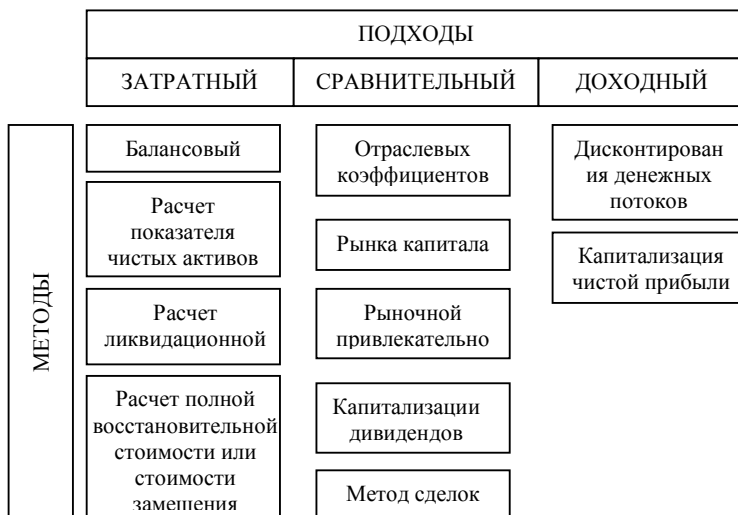 ПОДХОДЫ
ЗАТРАТНЫЙ
СРАВНИТЕЛЬНЫЙ
ДОХОДНЫЙ
МЕТОДЫ
Балансовый
Расчет
показателя
чистых активов
Расчет
ликвидационной
Расчет полной
восстановительной
стоимости или
стоимости
замещения
Отраслевых
коэффициентов
Рынка капитала
Рыночной
привлекательно
Капитализации
дивидендов
Метод сделок
Дисконтирован
ия денежных
потоков
Капитализация
чистой прибыли